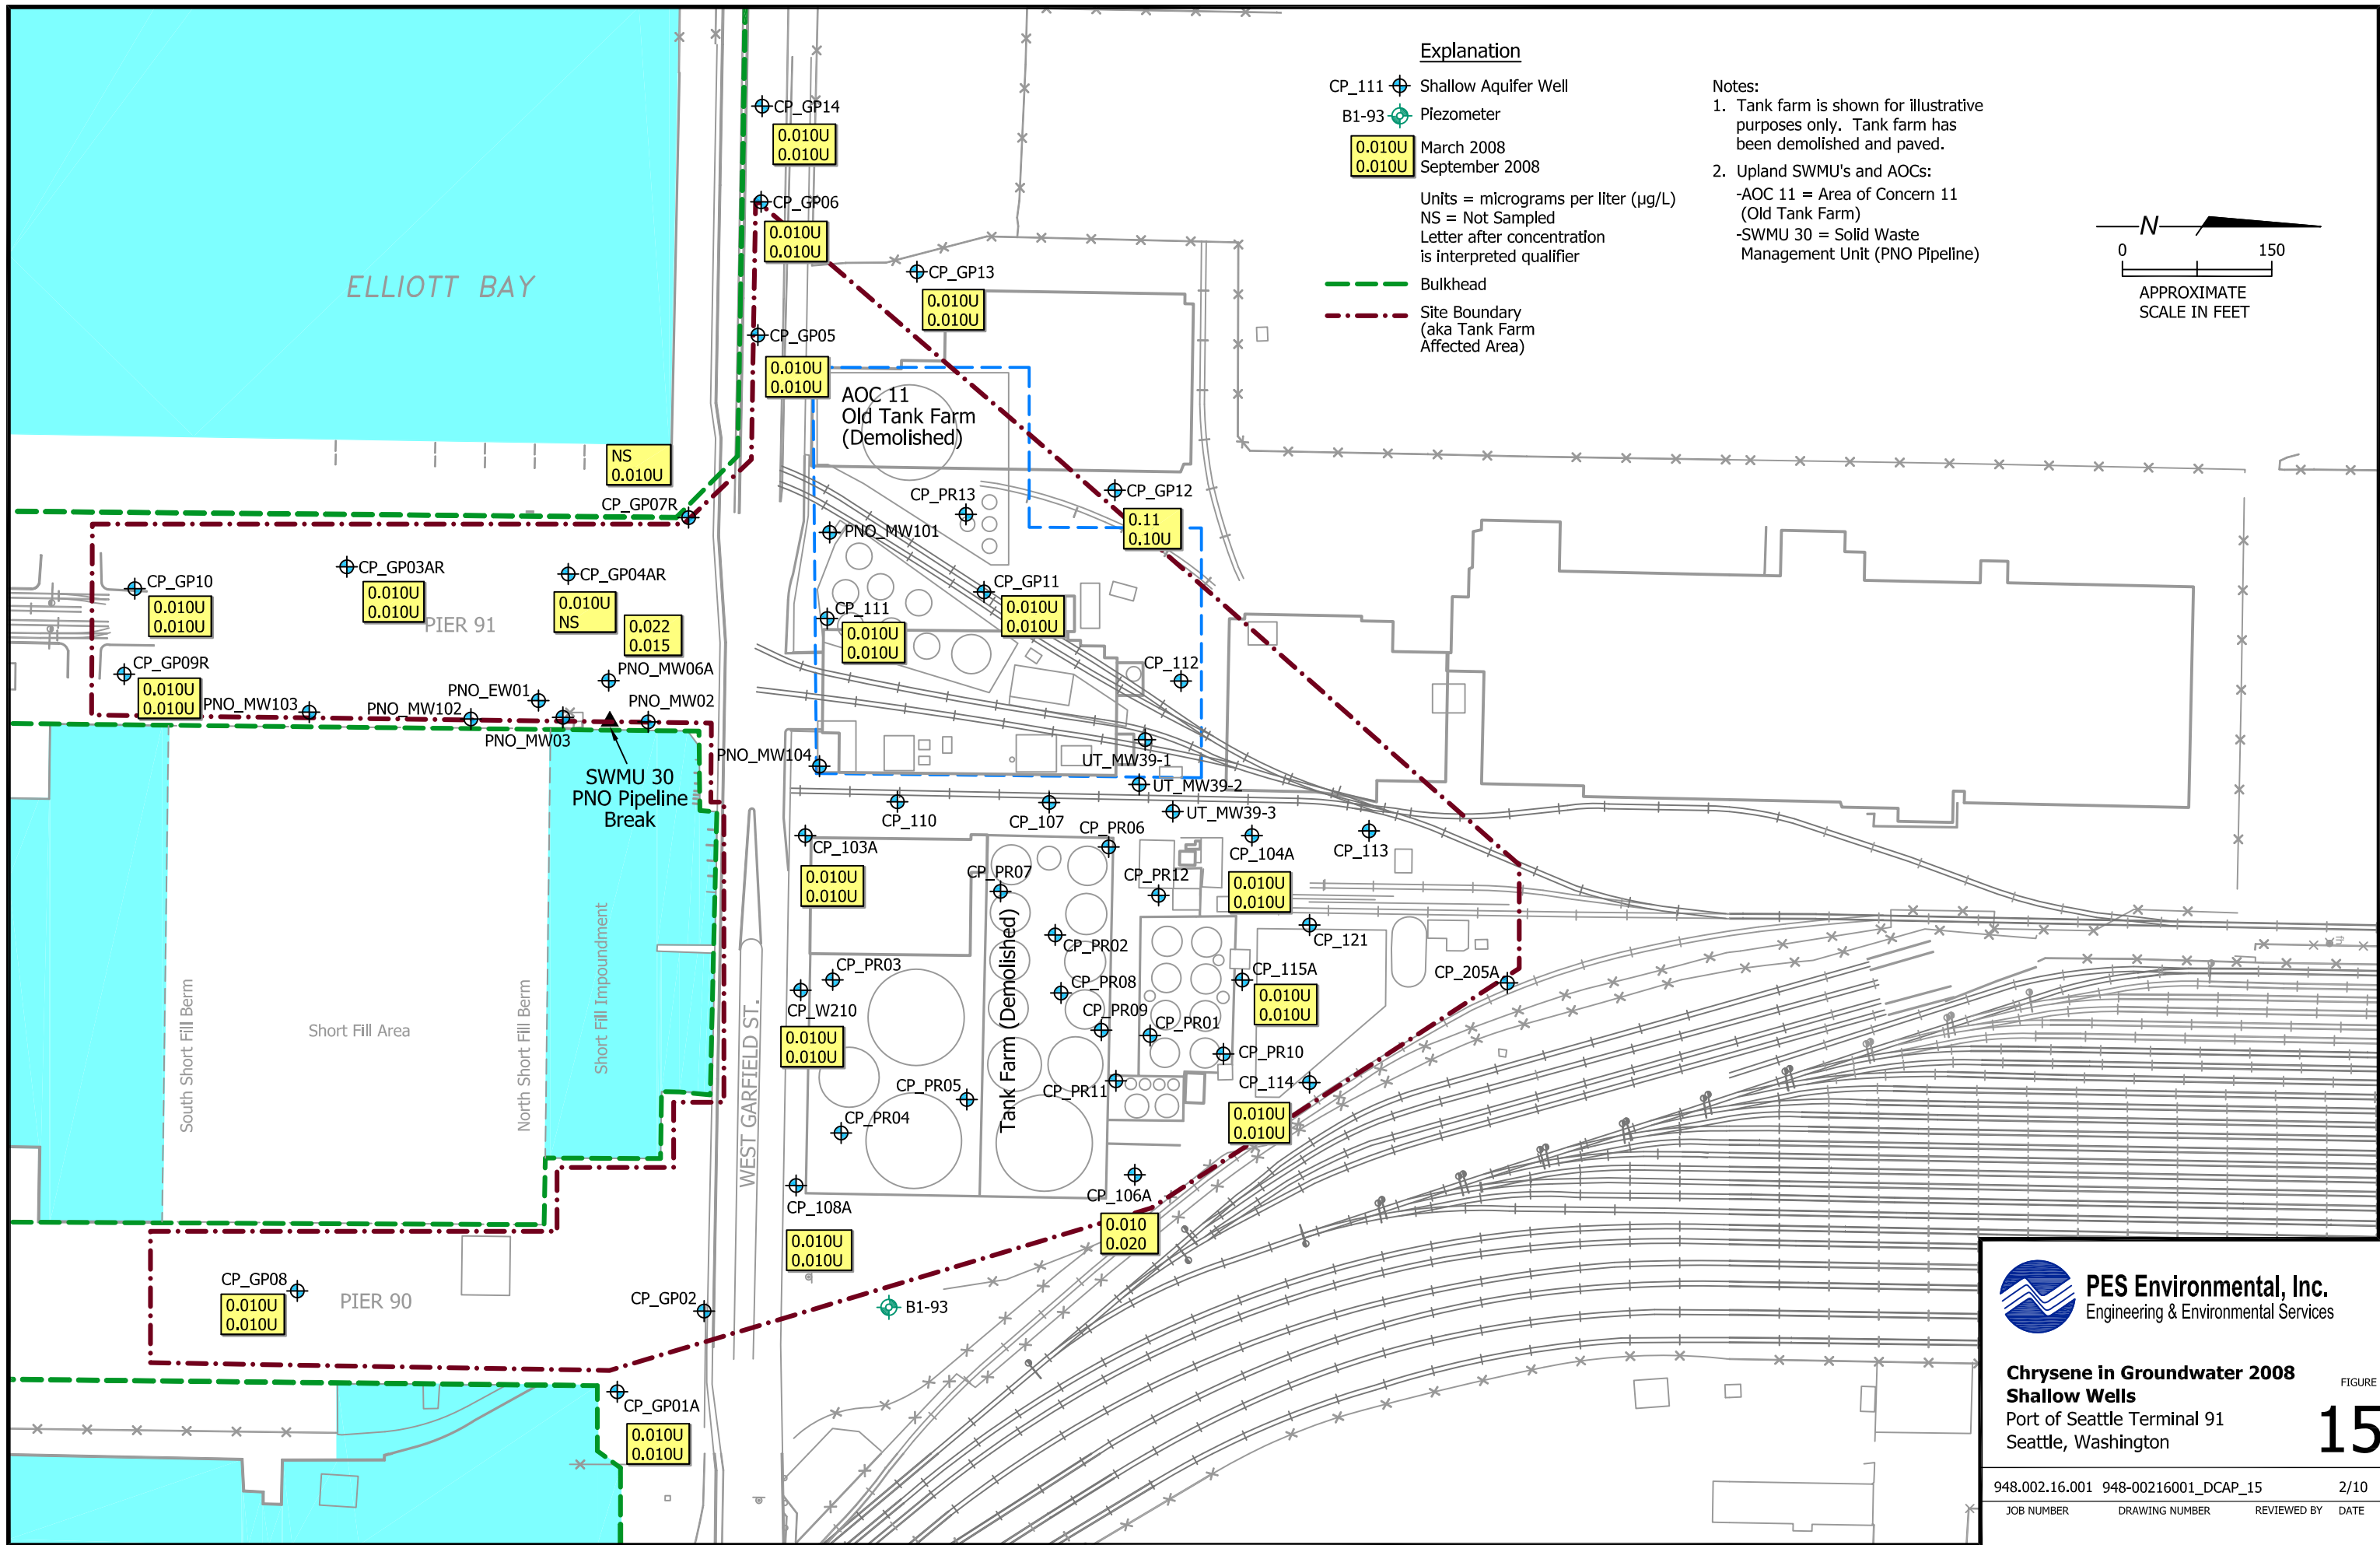 Explanation
CP_111 Shallow Aquifer Well
B1-93 Piezometer
0.010U March 2008
0.010U September 2008
Units = micrograms per liter (µg/L)
NS = Not Sampled
Letter after concentration
is interpreted qualifier
Bulkhead
Site Boundary
(aka Tank Farm
Affected Area)
Notes:
1. Tank farm is shown for illustrative
purposes only. Tank farm has
been demolished and paved.
2. Upland SWMU's and AOCs:
-AOC 11 = Area of Concern 11
(Old Tank Farm)
-SWMU 30 = Solid Waste
Management Unit (PNO Pipeline)
N
0 150
APPROXIMATE
SCALE IN FEET
ELLIOTT BAY
CP_GP14
0.010U
0.010U
CP_GP06
0.010U
0.010U
CP_GP13
0.010U
0.010U
CP_GP05
0.010U
0.010U
AOC 11
Old Tank Farm
(Demolished)
NS
0.010U
CP_GP07R
CP_PR13
CP_GP12
0.11
0.10U
PNO_MW101
CP_GP10
0.010U
0.010U
CP_GP03AR
0.010U
0.010U
CP_GP04AR
0.010U
NS
PIER 91
0.022
0.015
PNO_MW06A
CP_GP11
0.010U
0.010U
CP_111
0.010U
0.010U
CP_112
CP_GP09R
0.010U
0.010U
PNO_MW103
PNO_MW102
PNO_EW01
PNO_MW02
PNO_MW03
PNO_MW104
UT_MW39-1
UT_MW39-2
UT_MW39-3
SWMU 30
PNO Pipeline
Break
CP_110
CP_107
CP_PR06
CP_104A
0.010U
0.010U
CP_113
CP_103A
0.010U
0.010U
CP_PR07
CP_PR12
CP_PR02
CP_121
CP_PR03
CP_PR08
CP_115A
0.010U
0.010U
CP_205A
CP_W210
0.010U
0.010U
CP_PR09
CP_PR01
CP_PR10
Tank Farm (Demolished)
South Short Fill Berm
Short Fill Area
North Short Fill Berm
Short Fill Impoundment
WEST GARFIELD ST.
CP_PR05
CP_PR11
CP_114
0.010U
0.010U
CP_PR04
CP_108A
0.010U
0.010U
CP_106A
0.010
0.020
CP_GP08
0.010U
0.010U
PIER 90
CP_GP02
B1-93
CP_GP01A
0.010U
0.010U
PES Environmental, Inc.
Engineering & Environmental Services
Chrysene in Groundwater 2008
Shallow Wells
Port of Seattle Terminal 91
Seattle, Washington
FIGURE
15
948.002.16.001 948-00216001_DCAP_15 2/10
JOB NUMBER DRAWING NUMBER REVIEWED BY DATE